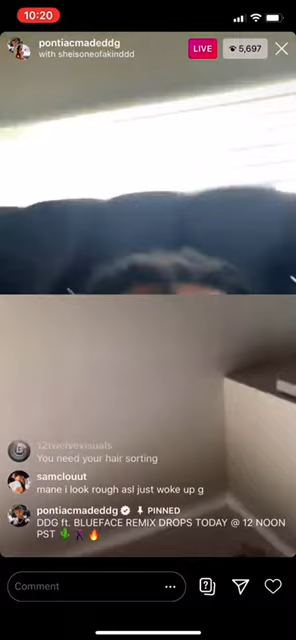 10:20
pontiacmadeddg
with sheisoneofakinddd
LIVE
5,697
12twelvevisuals
You need your hair sorting
samclouut
mane i look rough asl just woke up g
pontiacmadeddg PINNED
DDG ft. BLUEFACE REMIX DROPS TODAY @ 12 NOON
PST 🌵🕺🏿🔥
Comment